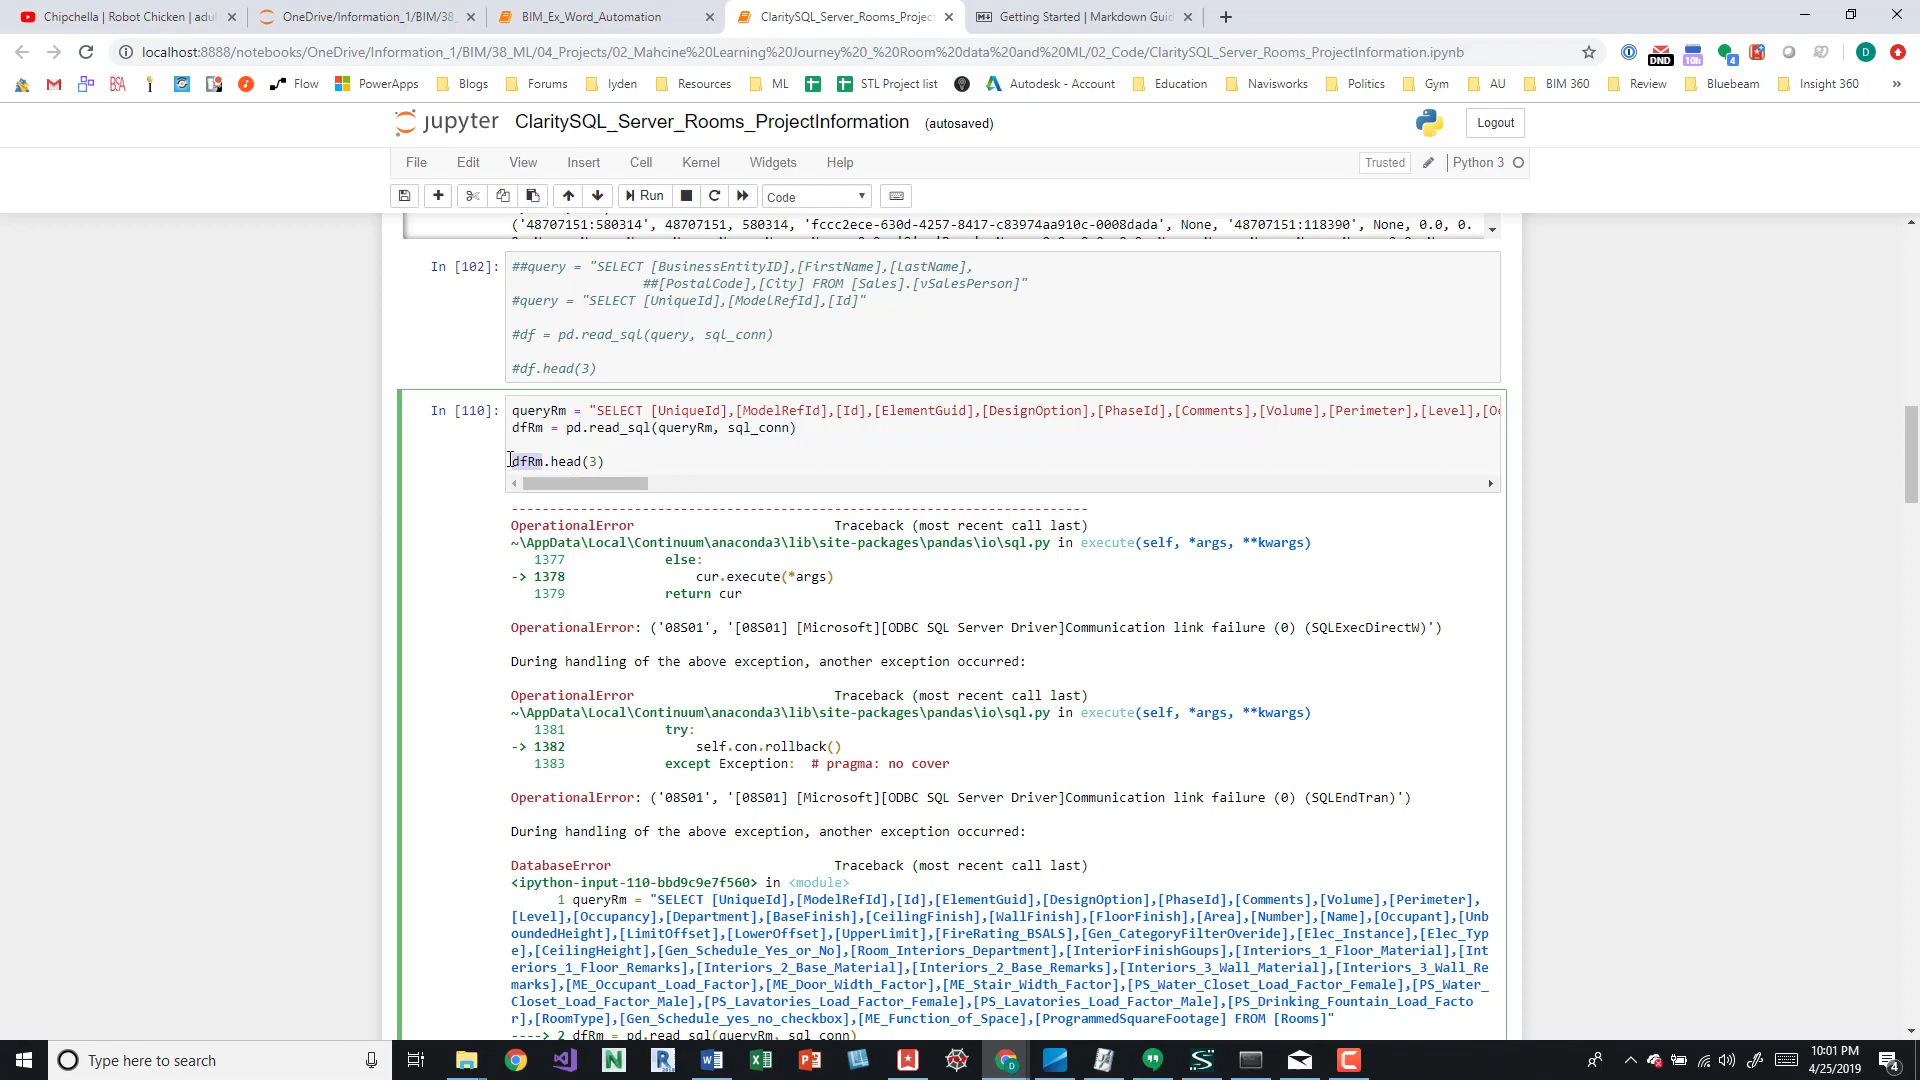 Chipchella | Robot Chicken | adul
OneDrive/Information_1/BIM/38_
BIM_Ex_Word_Automation
ClaritySQL_Server_Rooms_Project
Getting Started | Markdown Guid
localhost:8888/notebooks/OneDrive/Information_1/BIM/38_ML/04_Projects/02_Mahcine%20Learning%20Journey%20_%20Room%20data%20and%20ML/02_Code/ClaritySQL_Server_Rooms_ProjectInformation.ipynb
DND
10h
4
D
BSA
Flow
PowerApps
Blogs
Forums
lyden
Resources
ML
STL Project list
Autodesk - Account
Education
Navisworks
Politics
Gym
AU
BIM 360
Review
Bluebeam
Insight 360
»
jupyter ClaritySQL_Server_Rooms_ProjectInformation (autosaved)
Logout
File Edit View Insert Cell Kernel Widgets Help
Trusted
Python 3
Run
Code
('48707151:580314', 48707151, 580314, 'fccc2ece-630d-4257-8417-c83974aa910c-0008dada', None, '48707151:118390', None, 0.0, 0.
In [102]: ##query = "SELECT [BusinessEntityID],[FirstName],[LastName],
##[PostalCode],[City] FROM [Sales].[vSalesPerson]"
#query = "SELECT [UniqueId],[ModelRefId],[Id]"
#df = pd.read_sql(query, sql_conn)
#df.head(3)
In [110]: queryRm = "SELECT [UniqueId],[ModelRefId],[Id],[ElementGuid],[DesignOption],[PhaseId],[Comments],[Volume],[Perimeter],[Level],[Oc
dfRm = pd.read_sql(queryRm, sql_conn)
dfRm.head(3)
---------------------------------------------------------------------------
OperationalError Traceback (most recent call last)
~\AppData\Local\Continuum\anaconda3\lib\site-packages\pandas\io\sql.py in execute(self, *args, **kwargs)
1377 else:
-> 1378 cur.execute(*args)
1379 return cur
OperationalError: ('08S01', '[08S01] [Microsoft][ODBC SQL Server Driver]Communication link failure (0) (SQLExecDirectW)')
During handling of the above exception, another exception occurred:
OperationalError Traceback (most recent call last)
~\AppData\Local\Continuum\anaconda3\lib\site-packages\pandas\io\sql.py in execute(self, *args, **kwargs)
1381 try:
-> 1382 self.con.rollback()
1383 except Exception: # pragma: no cover
OperationalError: ('08S01', '[08S01] [Microsoft][ODBC SQL Server Driver]Communication link failure (0) (SQLEndTran)')
During handling of the above exception, another exception occurred:
DatabaseError Traceback (most recent call last)
<ipython-input-110-bbd9c9e7f560> in <module>
1 queryRm = "SELECT [UniqueId],[ModelRefId],[Id],[ElementGuid],[DesignOption],[PhaseId],[Comments],[Volume],[Perimeter],
[Level],[Occupancy],[Department],[BaseFinish],[CeilingFinish],[WallFinish],[FloorFinish],[Area],[Number],[Name],[Occupant],[Unb
oundedHeight],[LimitOffset],[LowerOffset],[UpperLimit],[FireRating_BSALS],[Gen_CategoryFilterOveride],[Elec_Instance],[Elec_Typ
e],[CeilingHeight],[Gen_Schedule_Yes_or_No],[Room_Interiors_Department],[InteriorFinishGoups],[Interiors_1_Floor_Material],[Int
eriors_1_Floor_Remarks],[Interiors_2_Base_Material],[Interiors_2_Base_Remarks],[Interiors_3_Wall_Material],[Interiors_3_Wall_Re
marks],[ME_Occupant_Load_Factor],[ME_Door_Width_Factor],[ME_Stair_Width_Factor],[PS_Water_Closet_Load_Factor_Female],[PS_Water_
Closet_Load_Factor_Male],[PS_Lavatories_Load_Factor_Female],[PS_Lavatories_Load_Factor_Male],[PS_Drinking_Fountain_Load_Facto
r],[RoomType],[Gen_Schedule_yes_no_checkbox],[ME_Function_of_Space],[ProgrammedSquareFootage] FROM [Rooms]"
----> 2 dfRm = pd.read_sql(queryRm, sql_conn)
Type here to search
10:01 PM
4/25/2019
4